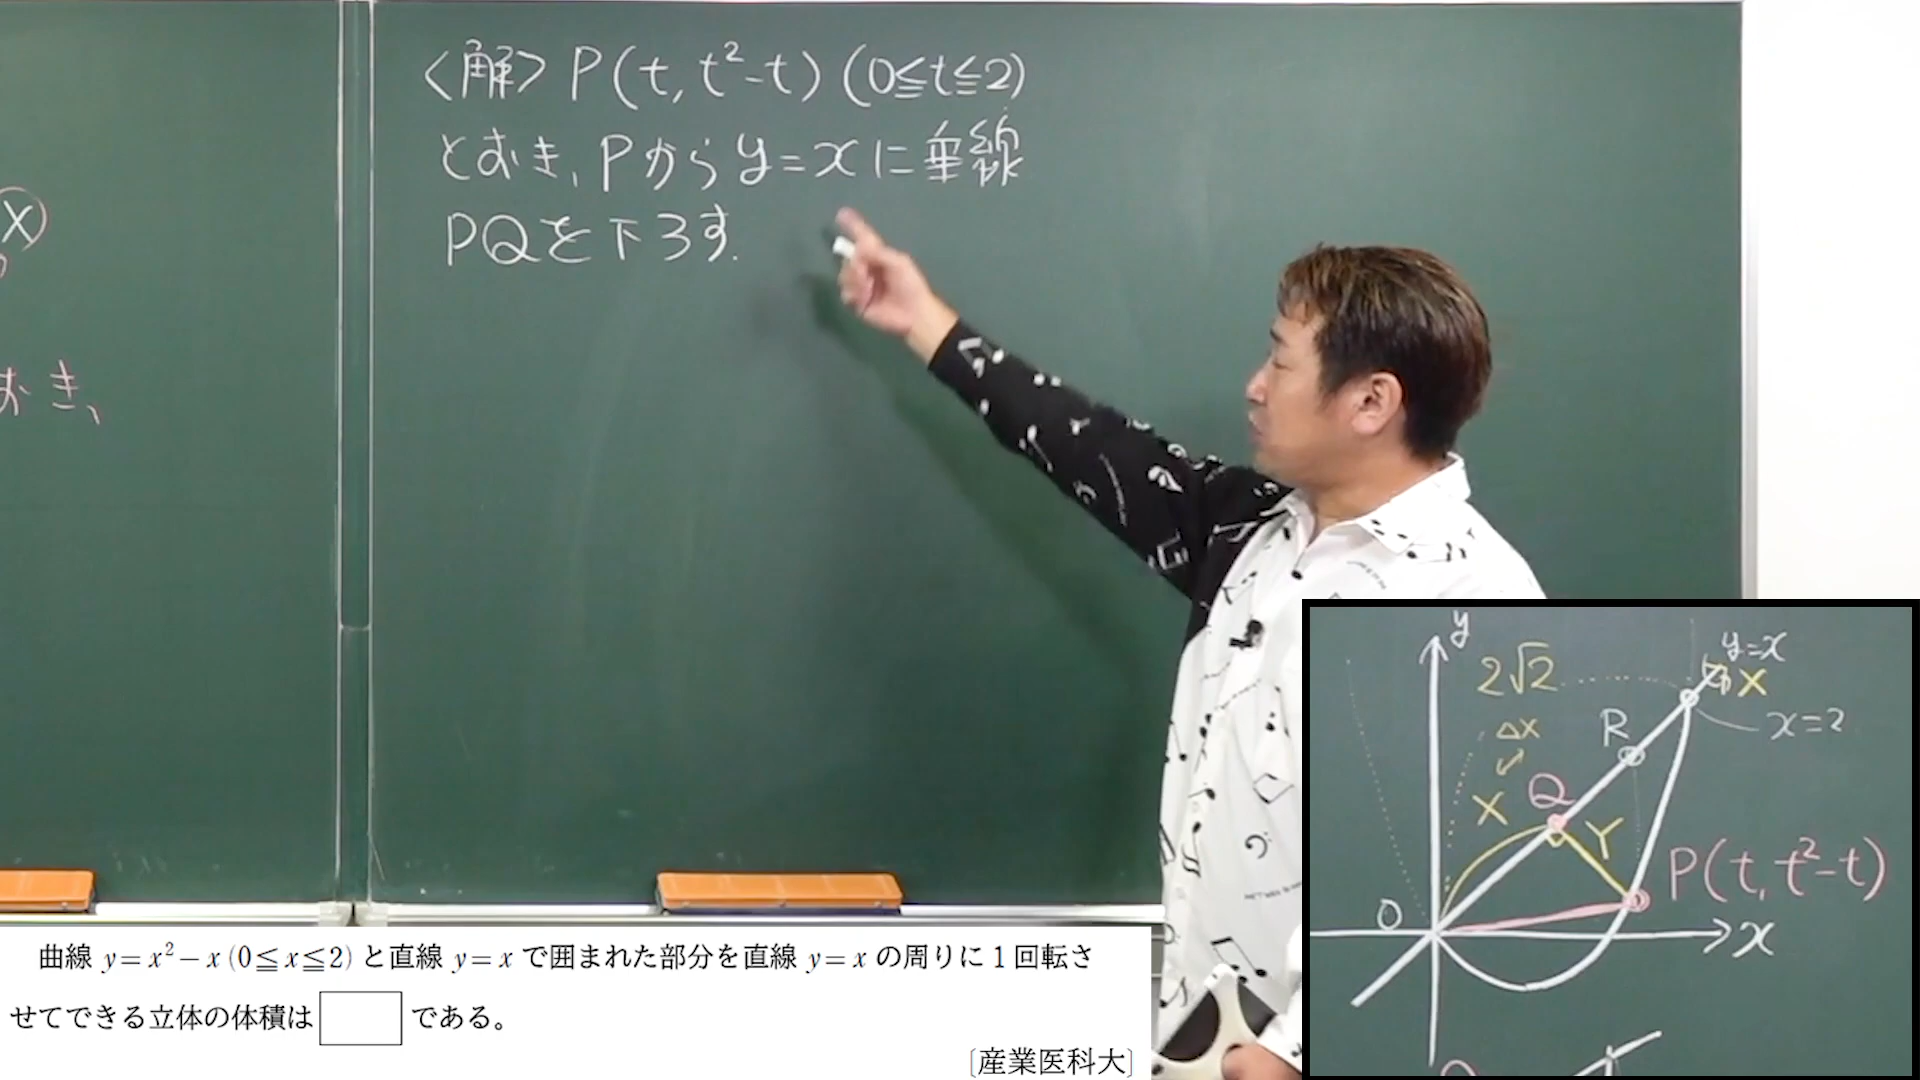 X
おき、
<解> P(t, t²-t) (0≦t≦2)
とおき、Pからy=xに垂線
PQを下ろす.
y
y=x
2√2
X
x=2
R
ΔX
Q
X
Y
P(t, t²-t)
O
x
曲線 y=x²−x (0≦x≦2) と直線 y=x で囲まれた部分を直線 y=x の周りに 1 回転さ
せてできる立体の体積は　　　である。
[産業医科大]